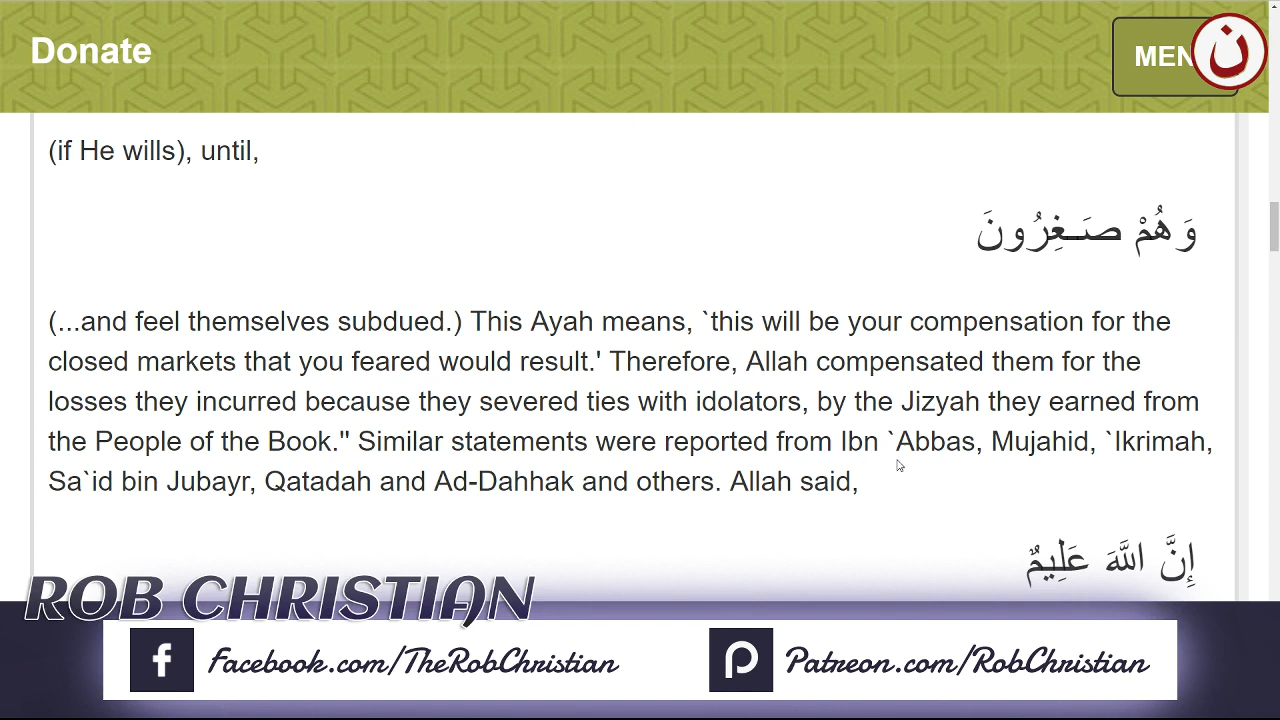 Donate
MEN
ن
(if He wills), until,
وَهُمْ صَـغِرُونَ
(...and feel themselves subdued.) This Ayah means, `this will be your compensation for the
closed markets that you feared would result.' Therefore, Allah compensated them for the
losses they incurred because they severed ties with idolators, by the Jizyah they earned from
the People of the Book.'' Similar statements were reported from Ibn `Abbas, Mujahid, `Ikrimah,
Sa`id bin Jubayr, Qatadah and Ad-Dahhak and others. Allah said,
إِنَّ اللَّهَ عَلِيمٌ
ROB CHRISTIAN
f Facebook.com/TheRobChristian
Patreon.com/RobChristian